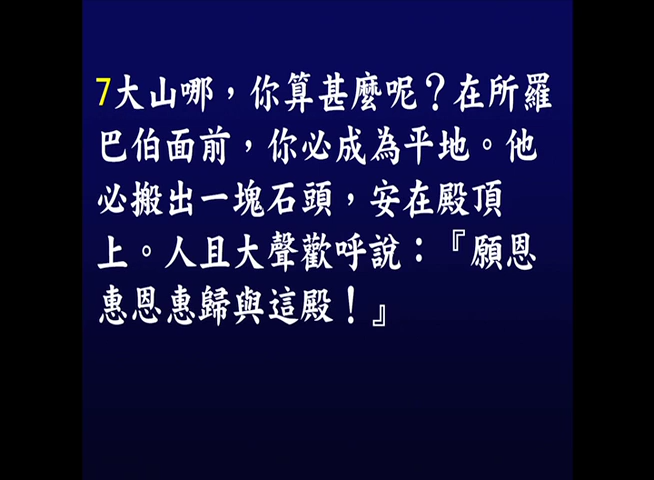 7大山哪，你算甚麼呢？在所羅
巴伯面前，你必成為平地。他
必搬出一塊石頭，安在殿頂
上。人且大聲歡呼說：『願恩
惠恩惠歸與這殿！』